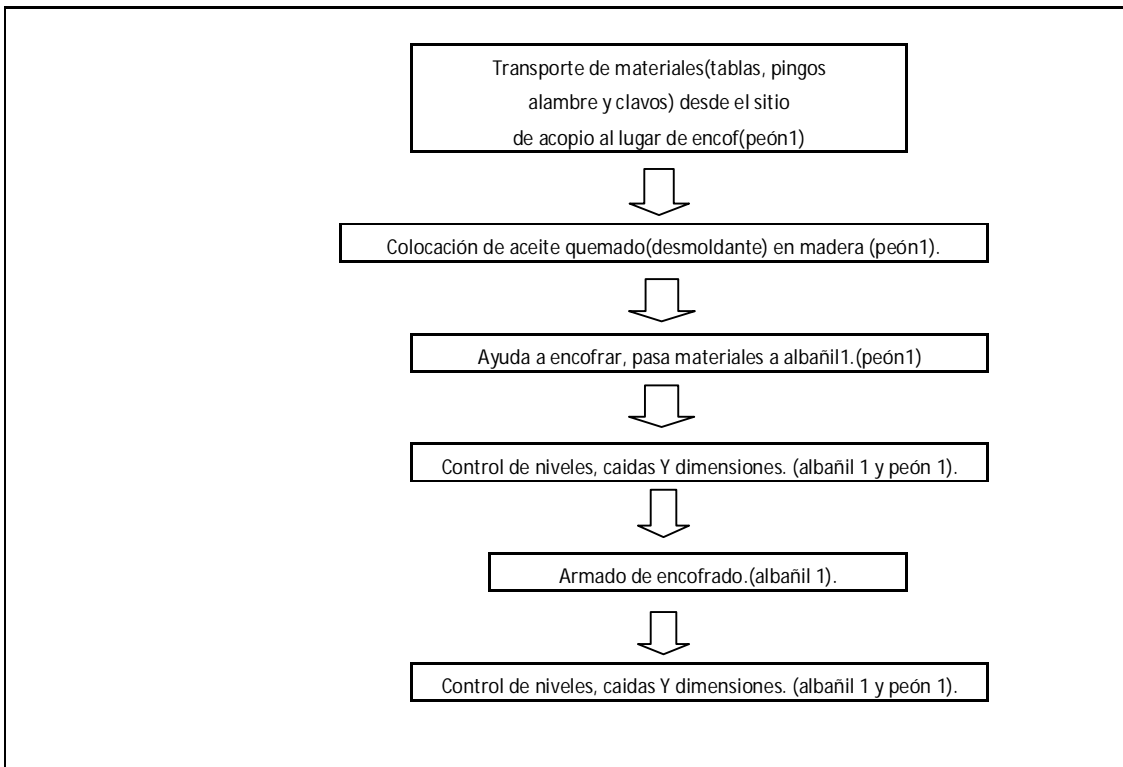 Transporte de materiales(tablas, pingos
alambre y clavos) desde el sitio
de acopio al lugar de encof(peón1)
Colocación de aceite quemado(desmoldante) en madera (peón1).
Ayuda a encofrar, pasa materiales a albañil1.(peón1)
Control de niveles, caidas Y dimensiones. (albañil 1 y peón 1).
Armado de encofrado.(albañil 1).
Control de niveles, caidas Y dimensiones. (albañil 1 y peón 1).